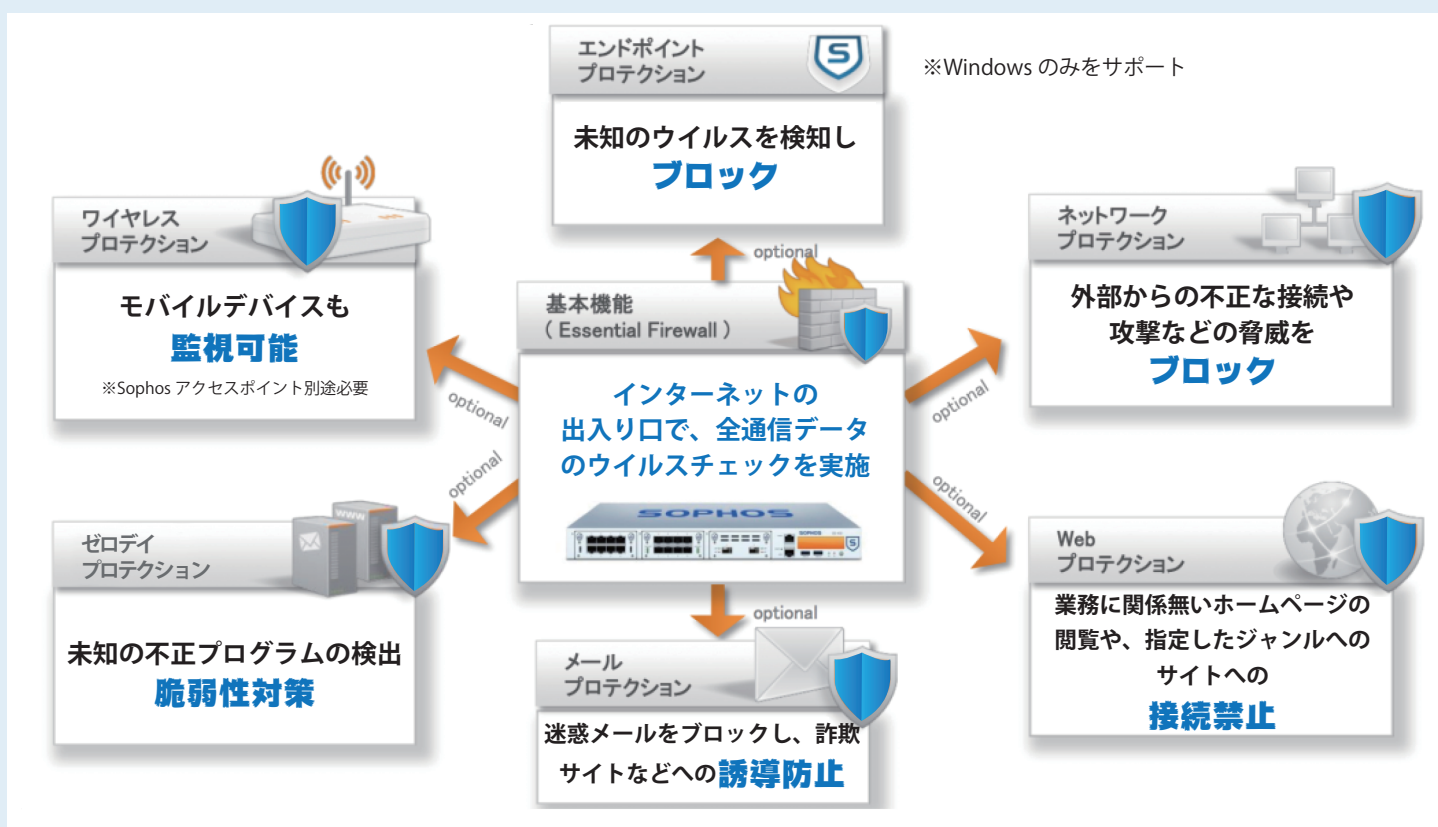 エンドポイント
プロテクション
※Windows のみをサポート
未知のウイルスを検知し
ブロック
ワイヤレス
プロテクション
モバイルデバイスも
監視可能
※Sophos アクセスポイント別途必要
optional
基本機能
( Essential Firewall )
インターネットの
出入り口で、全通信データ
のウイルスチェックを実施
SOPHOS
SOPHOS
S
ネットワーク
プロテクション
外部からの不正な接続や
攻撃などの脅威を
ブロック
optional
optional
optional
optional
optional
ゼロデイ
プロテクション
www
未知の不正プログラムの検出
脆弱性対策
メール
プロテクション
迷惑メールをブロックし、詐欺
サイトなどへの誘導防止
Web
プロテクション
業務に関係無いホームページの
閲覧や、指定したジャンルへの
サイトへの
接続禁止
S